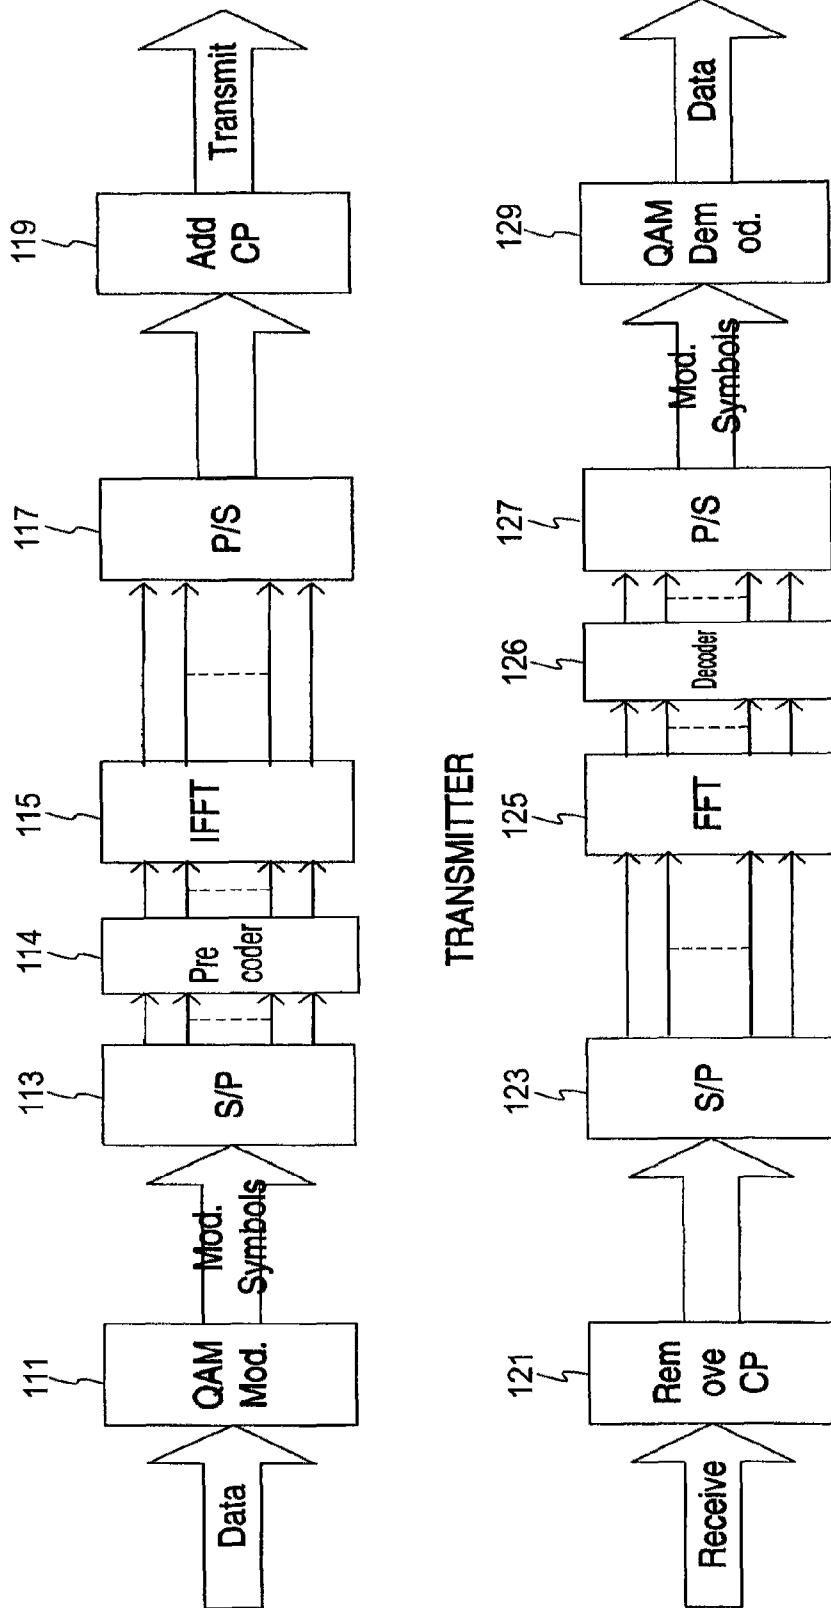 111
113
114
115
117
119
Data
QAM
Mod.
Mod.
Symbols
S/P
Pre
coder
IFFT
P/S
Add
CP
Transmit
TRANSMITTER
121
123
125
126
127
129
Receive
Rem
ove
CP
S/P
FFT
Decoder
P/S
Mod.
Symbols
QAM
Dem
od.
Data